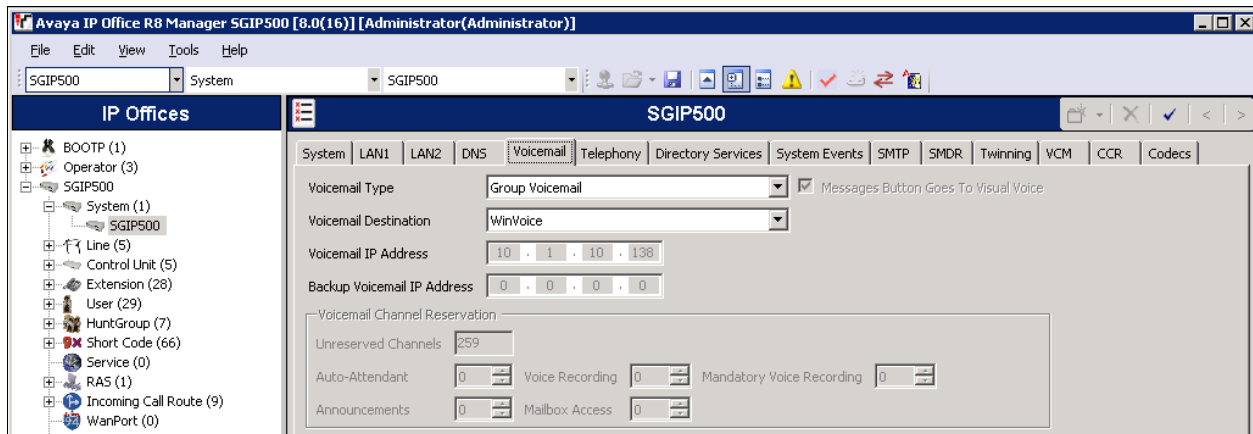 Avaya IP Office R8 Manager SGIP500 [8.0(16)] [Administrator(Administrator)]
File Edit View Tools Help
SGIP500 System SGIP500
IP Offices
BOOTP (1)
Operator (3)
SGIP500
System (1)
SGIP500
Line (5)
Control Unit (5)
Extension (28)
User (29)
HuntGroup (7)
Short Code (66)
Service (0)
RAS (1)
Incoming Call Route (9)
WanPort (0)
SGIP500
System LAN1 LAN2 DNS Voicemail Telephony Directory Services System Events SMTP SMDR Twinning VCM CCR Codecs
Voicemail Type Group Voicemail Messages Button Goes To Visual Voice
Voicemail Destination WinVoice
Voicemail IP Address 10 . 1 . 10 . 138
Backup Voicemail IP Address 0 . 0 . 0 . 0
Voicemail Channel Reservation
Unreserved Channels 259
Auto-Attendant 0 Voice Recording 0 Mandatory Voice Recording 0
Announcements 0 Mailbox Access 0